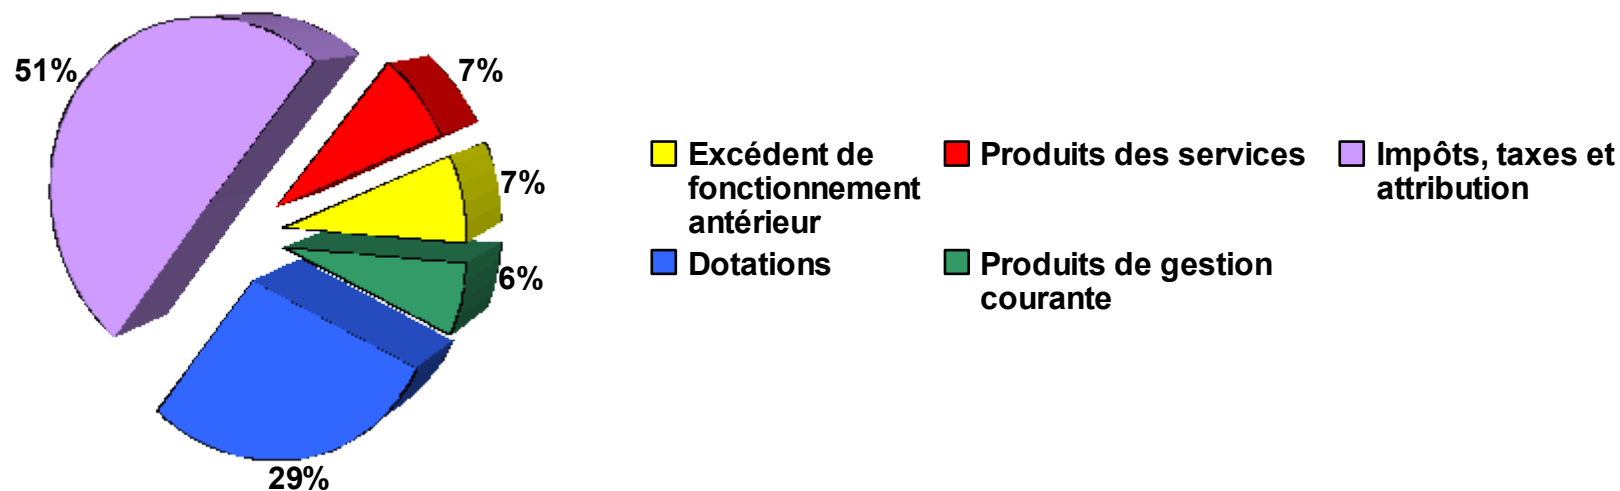 51%
7%
7%
6%
29%
Excédent de
fonctionnement
antérieur
Produits des services
Impôts, taxes et
attribution
Dotations
Produits de gestion
courante